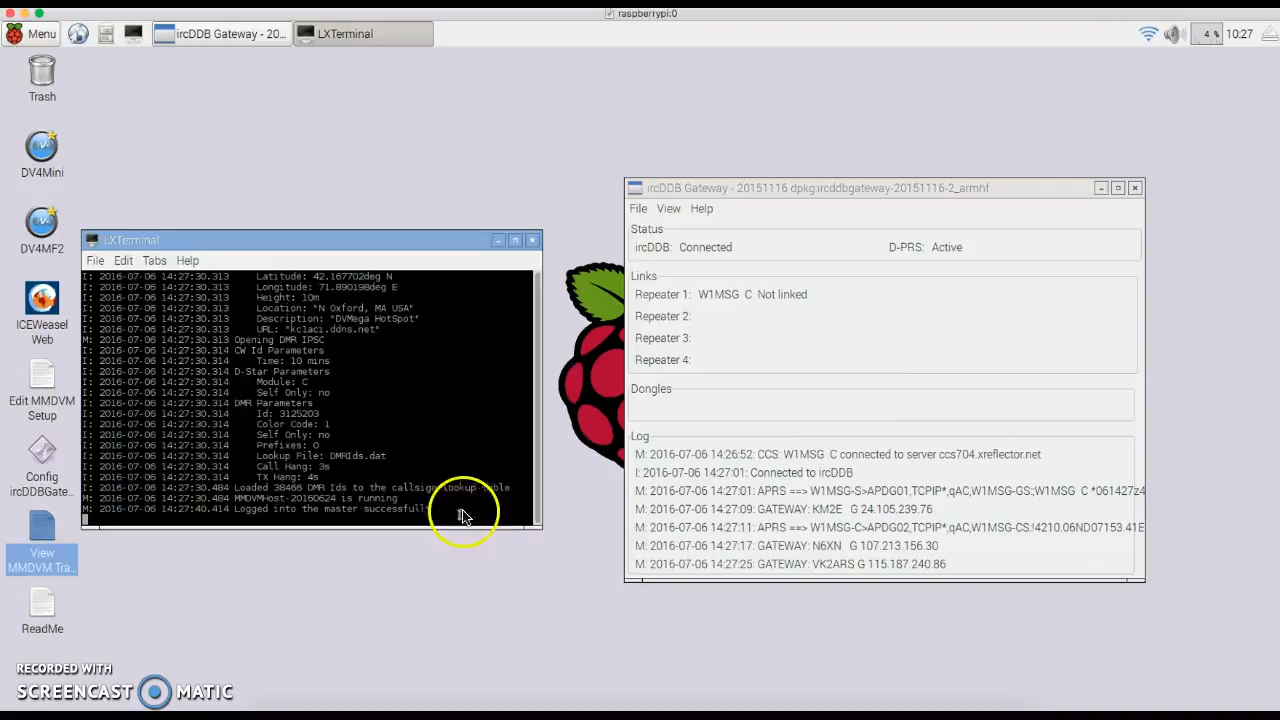 raspberrypi:0
Menu
ircDDB Gateway - 20...
LXTerminal
4 %
10:27
Trash
DV4Mini
DV4MF2
ICEWeasel
Web
Edit MMDVM
Setup
Config
ircDDBGate...
View
MMDVM Tra...
ReadMe
LXTerminal
File Edit Tabs Help
I: 2016-07-06 14:27:30.313 Latitude: 42.167702deg N
I: 2016-07-06 14:27:30.313 Longitude: 71.890198deg E
I: 2016-07-06 14:27:30.313 Height: 10m
I: 2016-07-06 14:27:30.313 Location: "N Oxford, MA USA"
I: 2016-07-06 14:27:30.313 Description: "DVMega HotSpot"
I: 2016-07-06 14:27:30.313 URL: "kc1aci.ddns.net"
M: 2016-07-06 14:27:30.313 Opening DMR IPSC
I: 2016-07-06 14:27:30.314 CW Id Parameters
I: 2016-07-06 14:27:30.314 Time: 10 mins
I: 2016-07-06 14:27:30.314 D-Star Parameters
I: 2016-07-06 14:27:30.314 Module: C
I: 2016-07-06 14:27:30.314 Self Only: no
I: 2016-07-06 14:27:30.314 DMR Parameters
I: 2016-07-06 14:27:30.314 Id: 3125203
I: 2016-07-06 14:27:30.314 Color Code: 1
I: 2016-07-06 14:27:30.314 Self Only: no
I: 2016-07-06 14:27:30.314 Prefixes: 0
I: 2016-07-06 14:27:30.314 Lookup File: DMRIds.dat
I: 2016-07-06 14:27:30.314 Call Hang: 3s
I: 2016-07-06 14:27:30.314 TX Hang: 4s
I: 2016-07-06 14:27:30.484 Loaded 38466 DMR Ids to the callsign lookup table
M: 2016-07-06 14:27:30.484 MMDVMHost-20160624 is running
M: 2016-07-06 14:27:40.414 Logged into the master successfully
ircDDB Gateway - 20151116 dpkg:ircddbgateway-20151116-2_armhf
File View Help
Status
ircDDB: Connected D-PRS: Active
Links
Repeater 1: W1MSG C Not linked
Repeater 2:
Repeater 3:
Repeater 4:
Dongles
Log
M: 2016-07-06 14:26:52: CCS: W1MSG C connected to server ccs704.xreflector.net
I: 2016-07-06 14:27:01: Connected to ircDDB
M: 2016-07-06 14:27:01: APRS ==> W1MSG-S>APDG01,TCPIP*,qAC,W1MSG-GS:;W1MSG C *061427z4
M: 2016-07-06 14:27:09: GATEWAY: KM2E G 24.105.239.76
M: 2016-07-06 14:27:11: APRS ==> W1MSG-C>APDG02,TCPIP*,qAC,W1MSG-CS:!4210.06ND07153.41E
M: 2016-07-06 14:27:17: GATEWAY: N6XN G 107.213.156.30
M: 2016-07-06 14:27:25: GATEWAY: VK2ARS G 115.187.240.86
RECORDED WITH
SCREENCAST MATIC